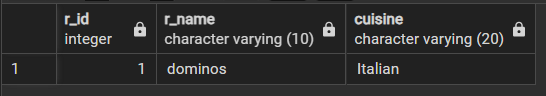 r_id integer r_name character varying (10) cuisine character varying (20)
1 1 dominos Italian